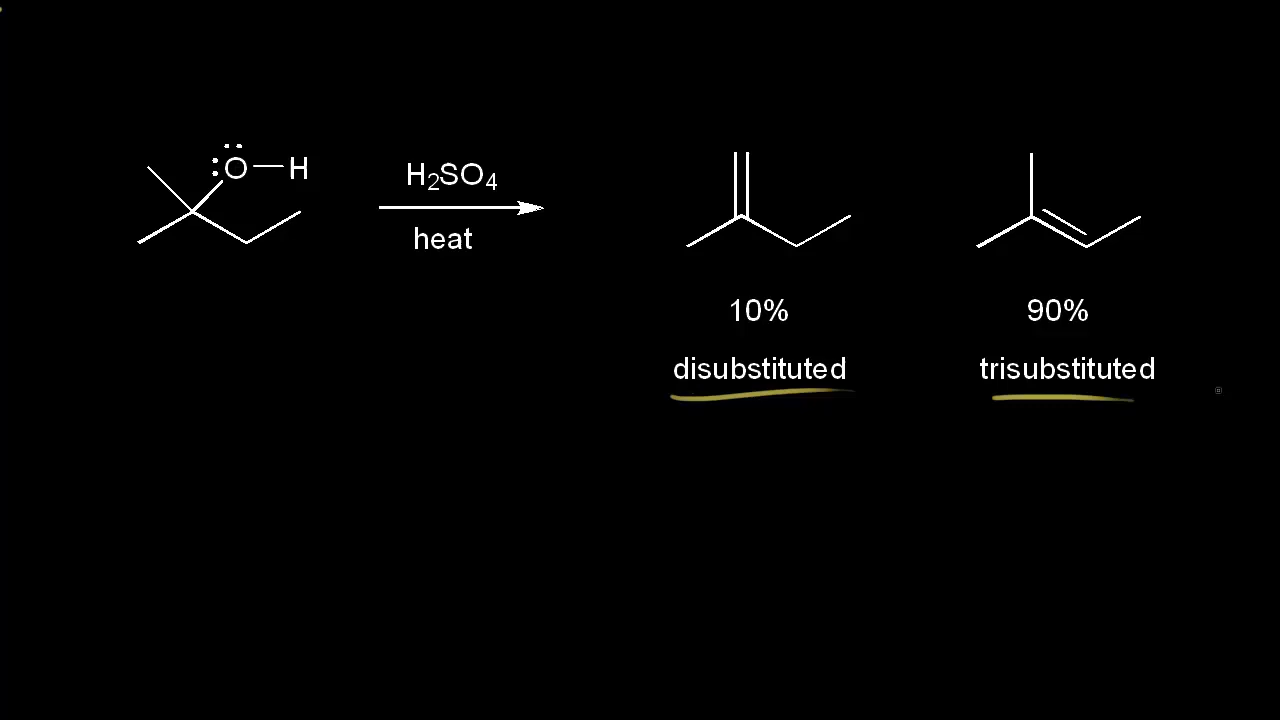 O H
H₂SO₄
heat
10% 90%
disubstituted trisubstituted